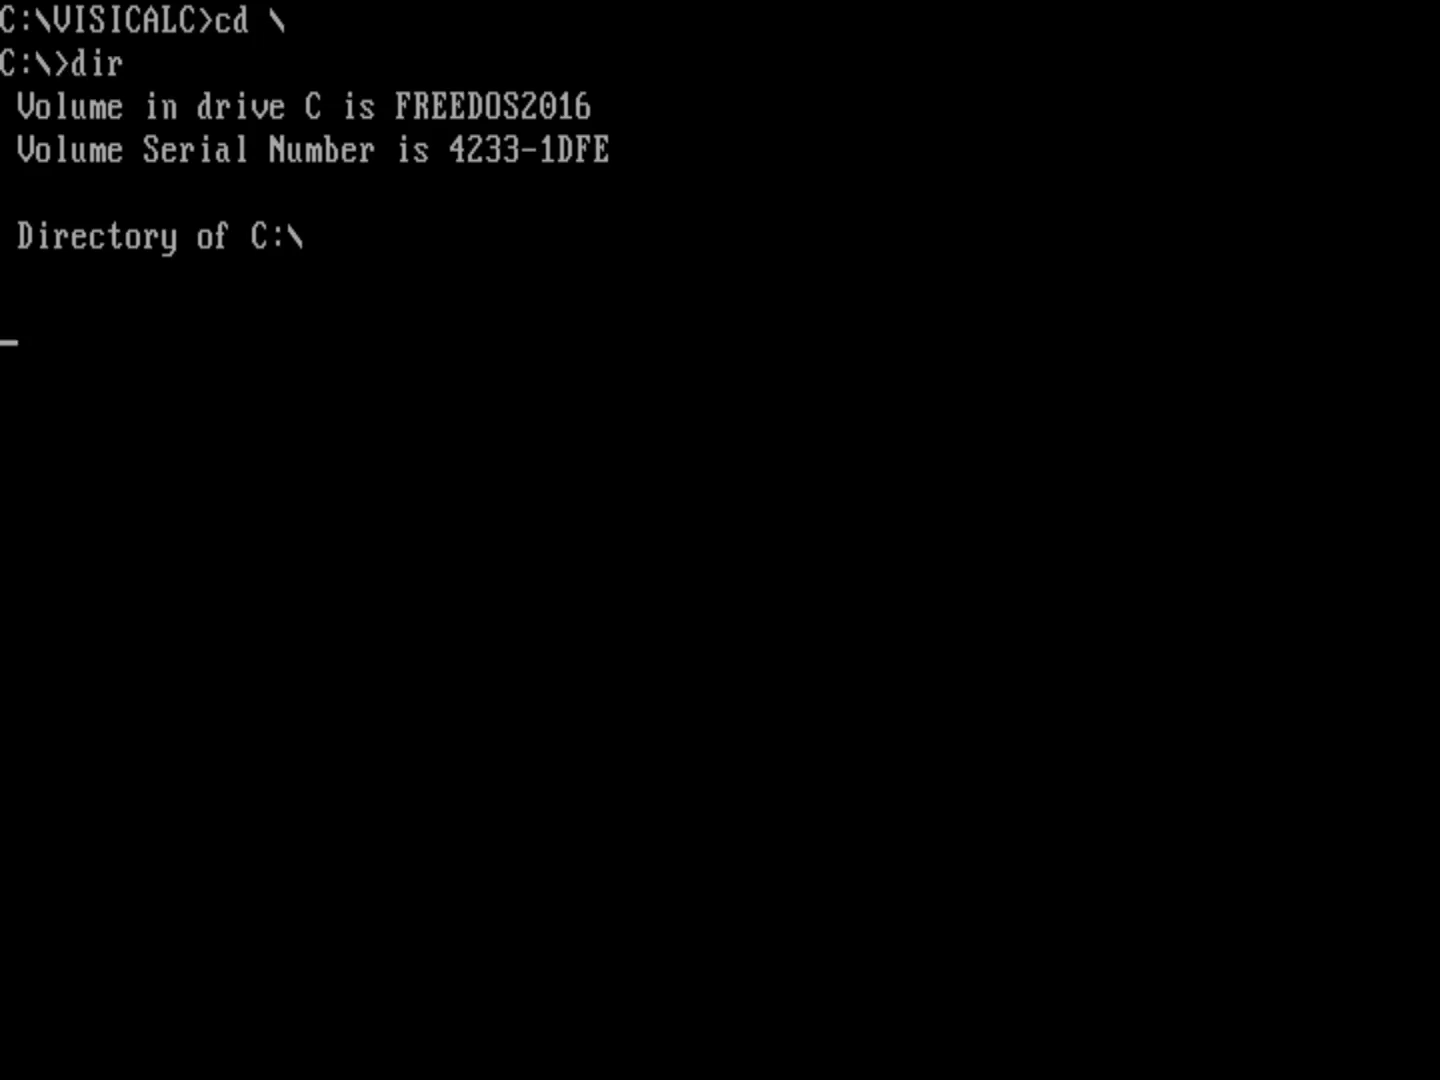 C:\VISICALC>cd \
C:\>dir
Volume in drive C is FREEDOS2016
Volume Serial Number is 4233-1DFE
Directory of C:\